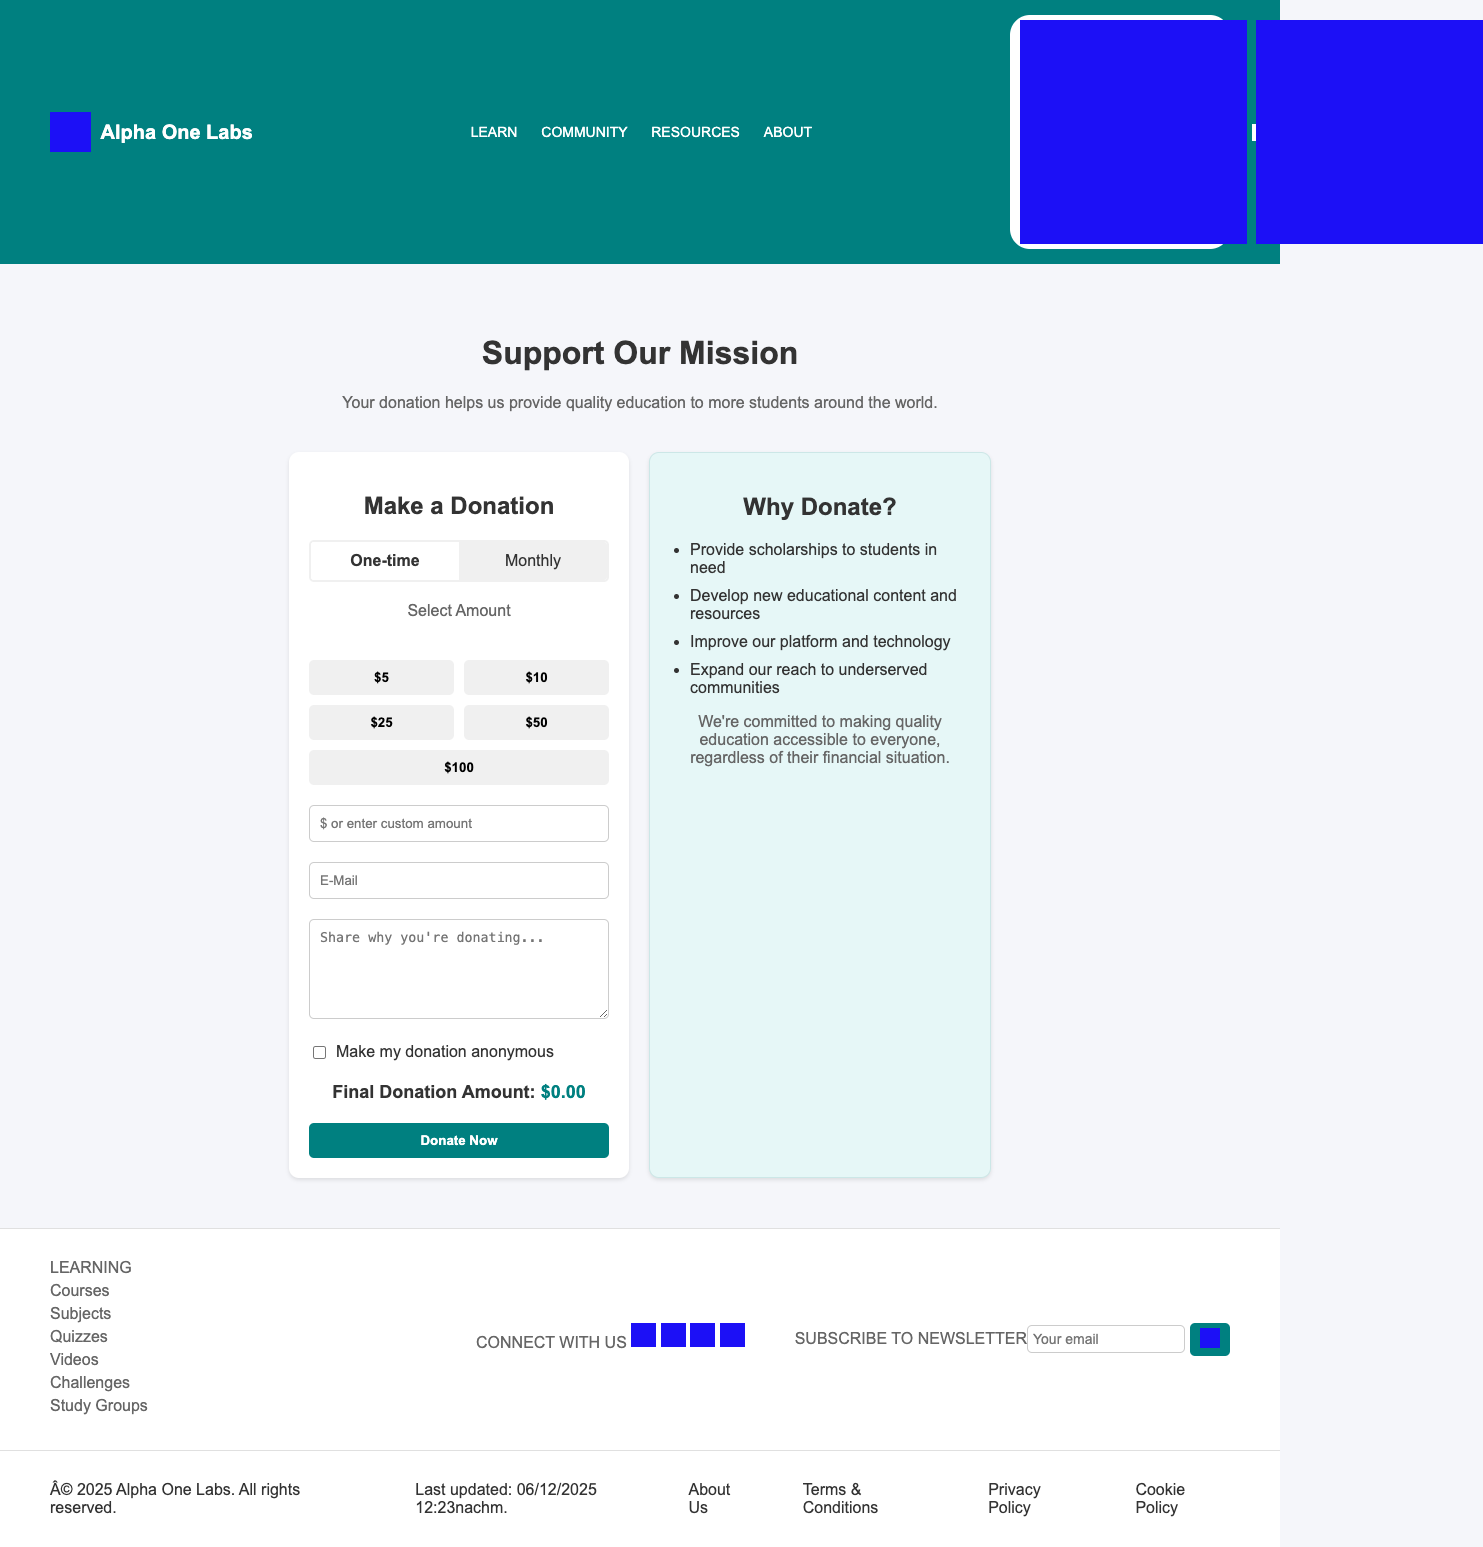 Alpha One Labs
LEARN COMMUNITY RESOURCES ABOUT
Support Our Mission
Your donation helps us provide quality education to more students around the world.
Make a Donation
One-time Monthly
Select Amount
$5 $10
$25 $50
$100
$ or enter custom amount
E-Mail
Share why you're donating...
Make my donation anonymous
Final Donation Amount: $0.00
Donate Now
Why Donate?
Provide scholarships to students in
need
Develop new educational content and
resources
Improve our platform and technology
Expand our reach to underserved
communities
We're committed to making quality
education accessible to everyone,
regardless of their financial situation.
LEARNING
Courses
Subjects
Quizzes
Videos
Challenges
Study Groups
CONNECT WITH US
SUBSCRIBE TO NEWSLETTER Your email
© 2025 Alpha One Labs. All rights
reserved.
Last updated: 06/12/2025
12:23nachm.
About
Us
Terms &
Conditions
Privacy
Policy
Cookie
Policy